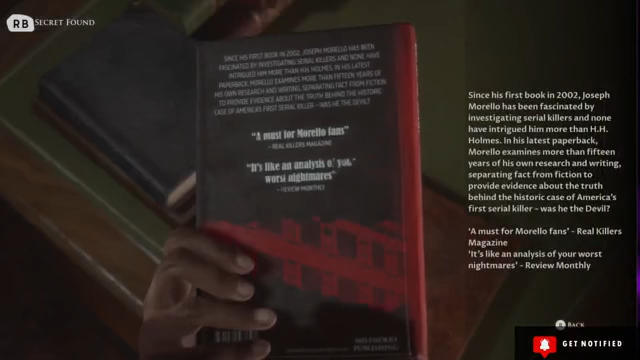 RB SECRET FOUND
SINCE HIS FIRST BOOK IN 2002, JOSEPH MORELLO HAS BEEN
FASCINATED BY INVESTIGATING SERIAL KILLERS AND NONE HAVE
INTRIGUED HIM MORE THAN H.H. HOLMES. IN HIS LATEST
PAPERBACK, MORELLO EXAMINES MORE THAN FIFTEEN YEARS OF
HIS OWN RESEARCH AND WRITING, SEPARATING FACT FROM FICTION
TO PROVIDE EVIDENCE ABOUT THE TRUTH BEHIND THE HISTORIC
CASE OF AMERICA'S FIRST SERIAL KILLER – WAS HE THE DEVIL?
"A must for Morello fans"
– REAL KILLERS MAGAZINE
"It's like an analysis of your
worst nightmares"
– REVIEW MONTHLY
PUBLISHING
Since his first book in 2002, Joseph
Morello has been fascinated by
investigating serial killers and none
have intrigued him more than H.H.
Holmes. In his latest paperback,
Morello examines more than fifteen
years of his own research and writing,
separating fact from fiction to
provide evidence about the truth
behind the historic case of America's
first serial killer – was he the Devil?
'A must for Morello fans' - Real Killers
Magazine
'It's like an analysis of your worst
nightmares' - Review Monthly
BACK
GET NOTIFIED